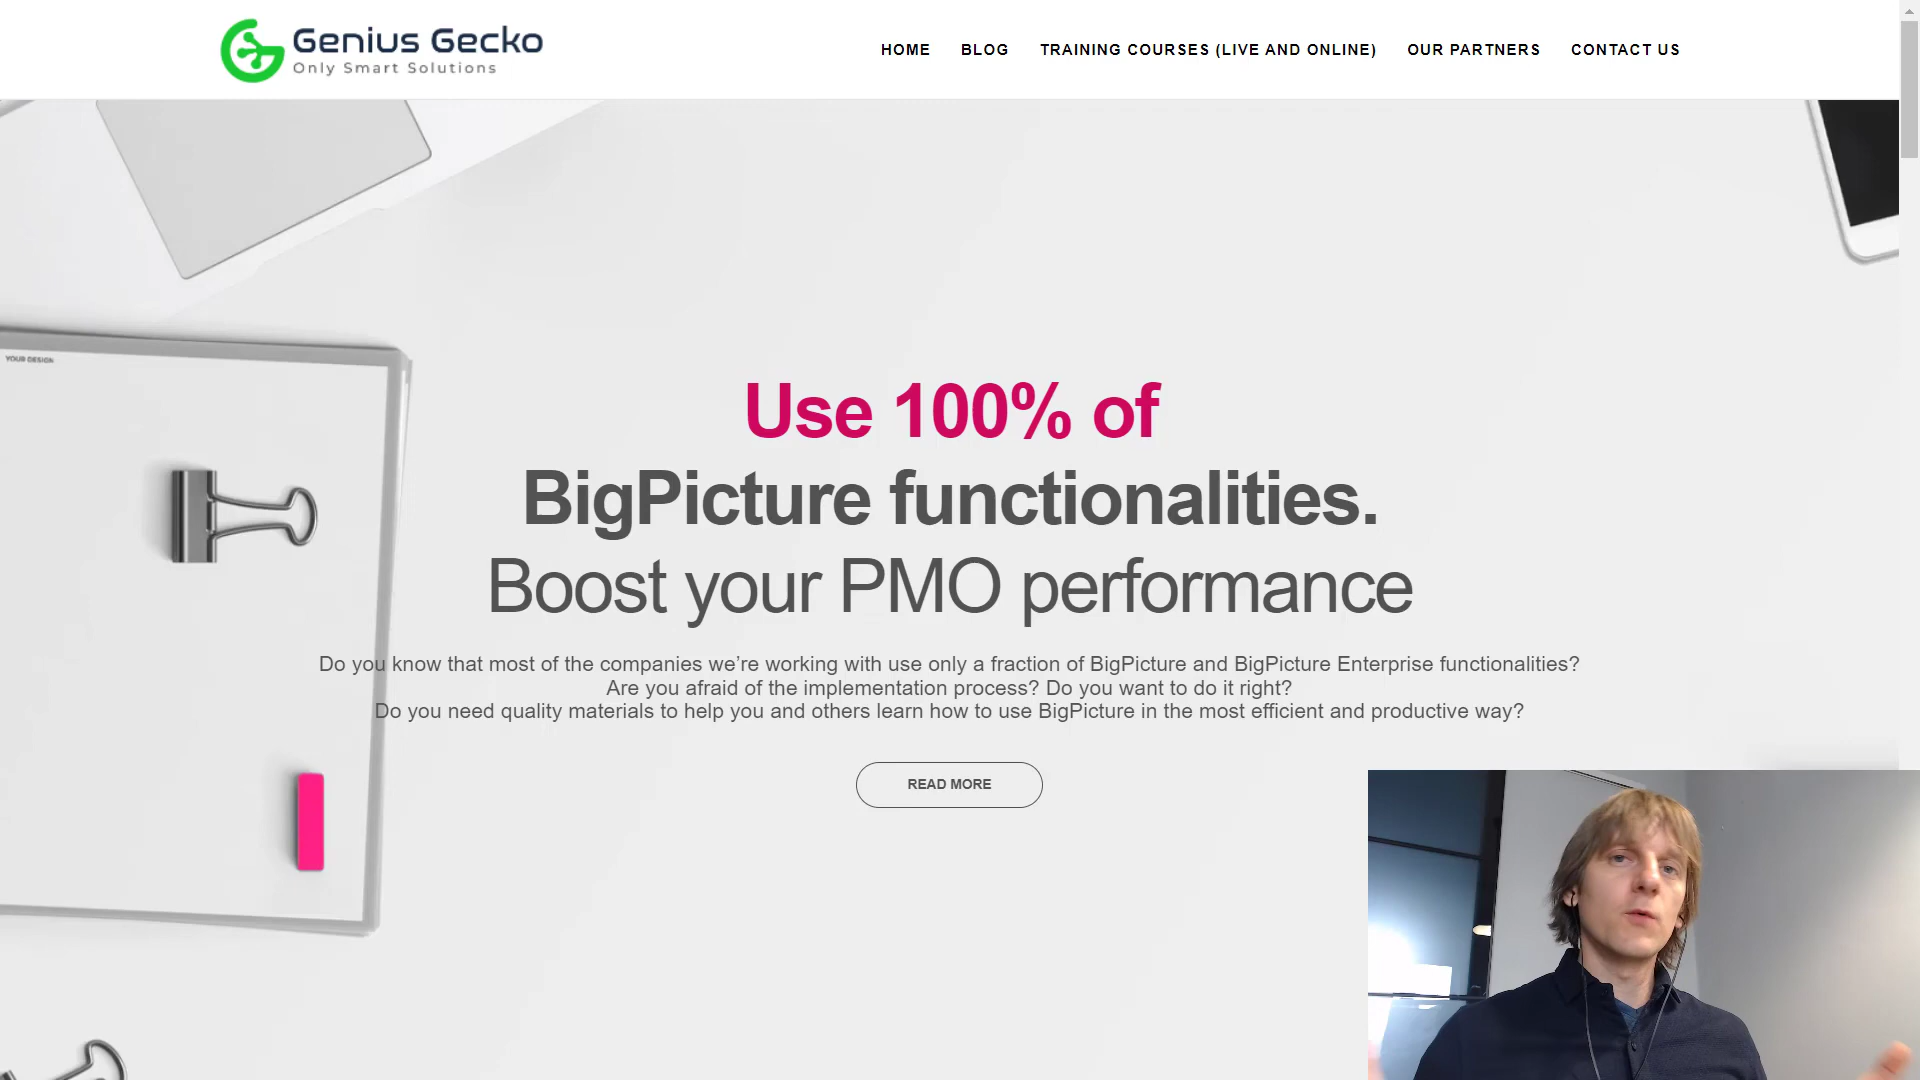 Genius Gecko
Only Smart Solutions
HOME
BLOG
TRAINING COURSES (LIVE AND ONLINE)
OUR PARTNERS
CONTACT US
YOUR DESIGN
Use 100% of
BigPicture functionalities.
Boost your PMO performance
Do you know that most of the companies we’re working with use only a fraction of BigPicture and BigPicture Enterprise functionalities?
Are you afraid of the implementation process? Do you want to do it right?
Do you need quality materials to help you and others learn how to use BigPicture in the most efficient and productive way?
READ MORE